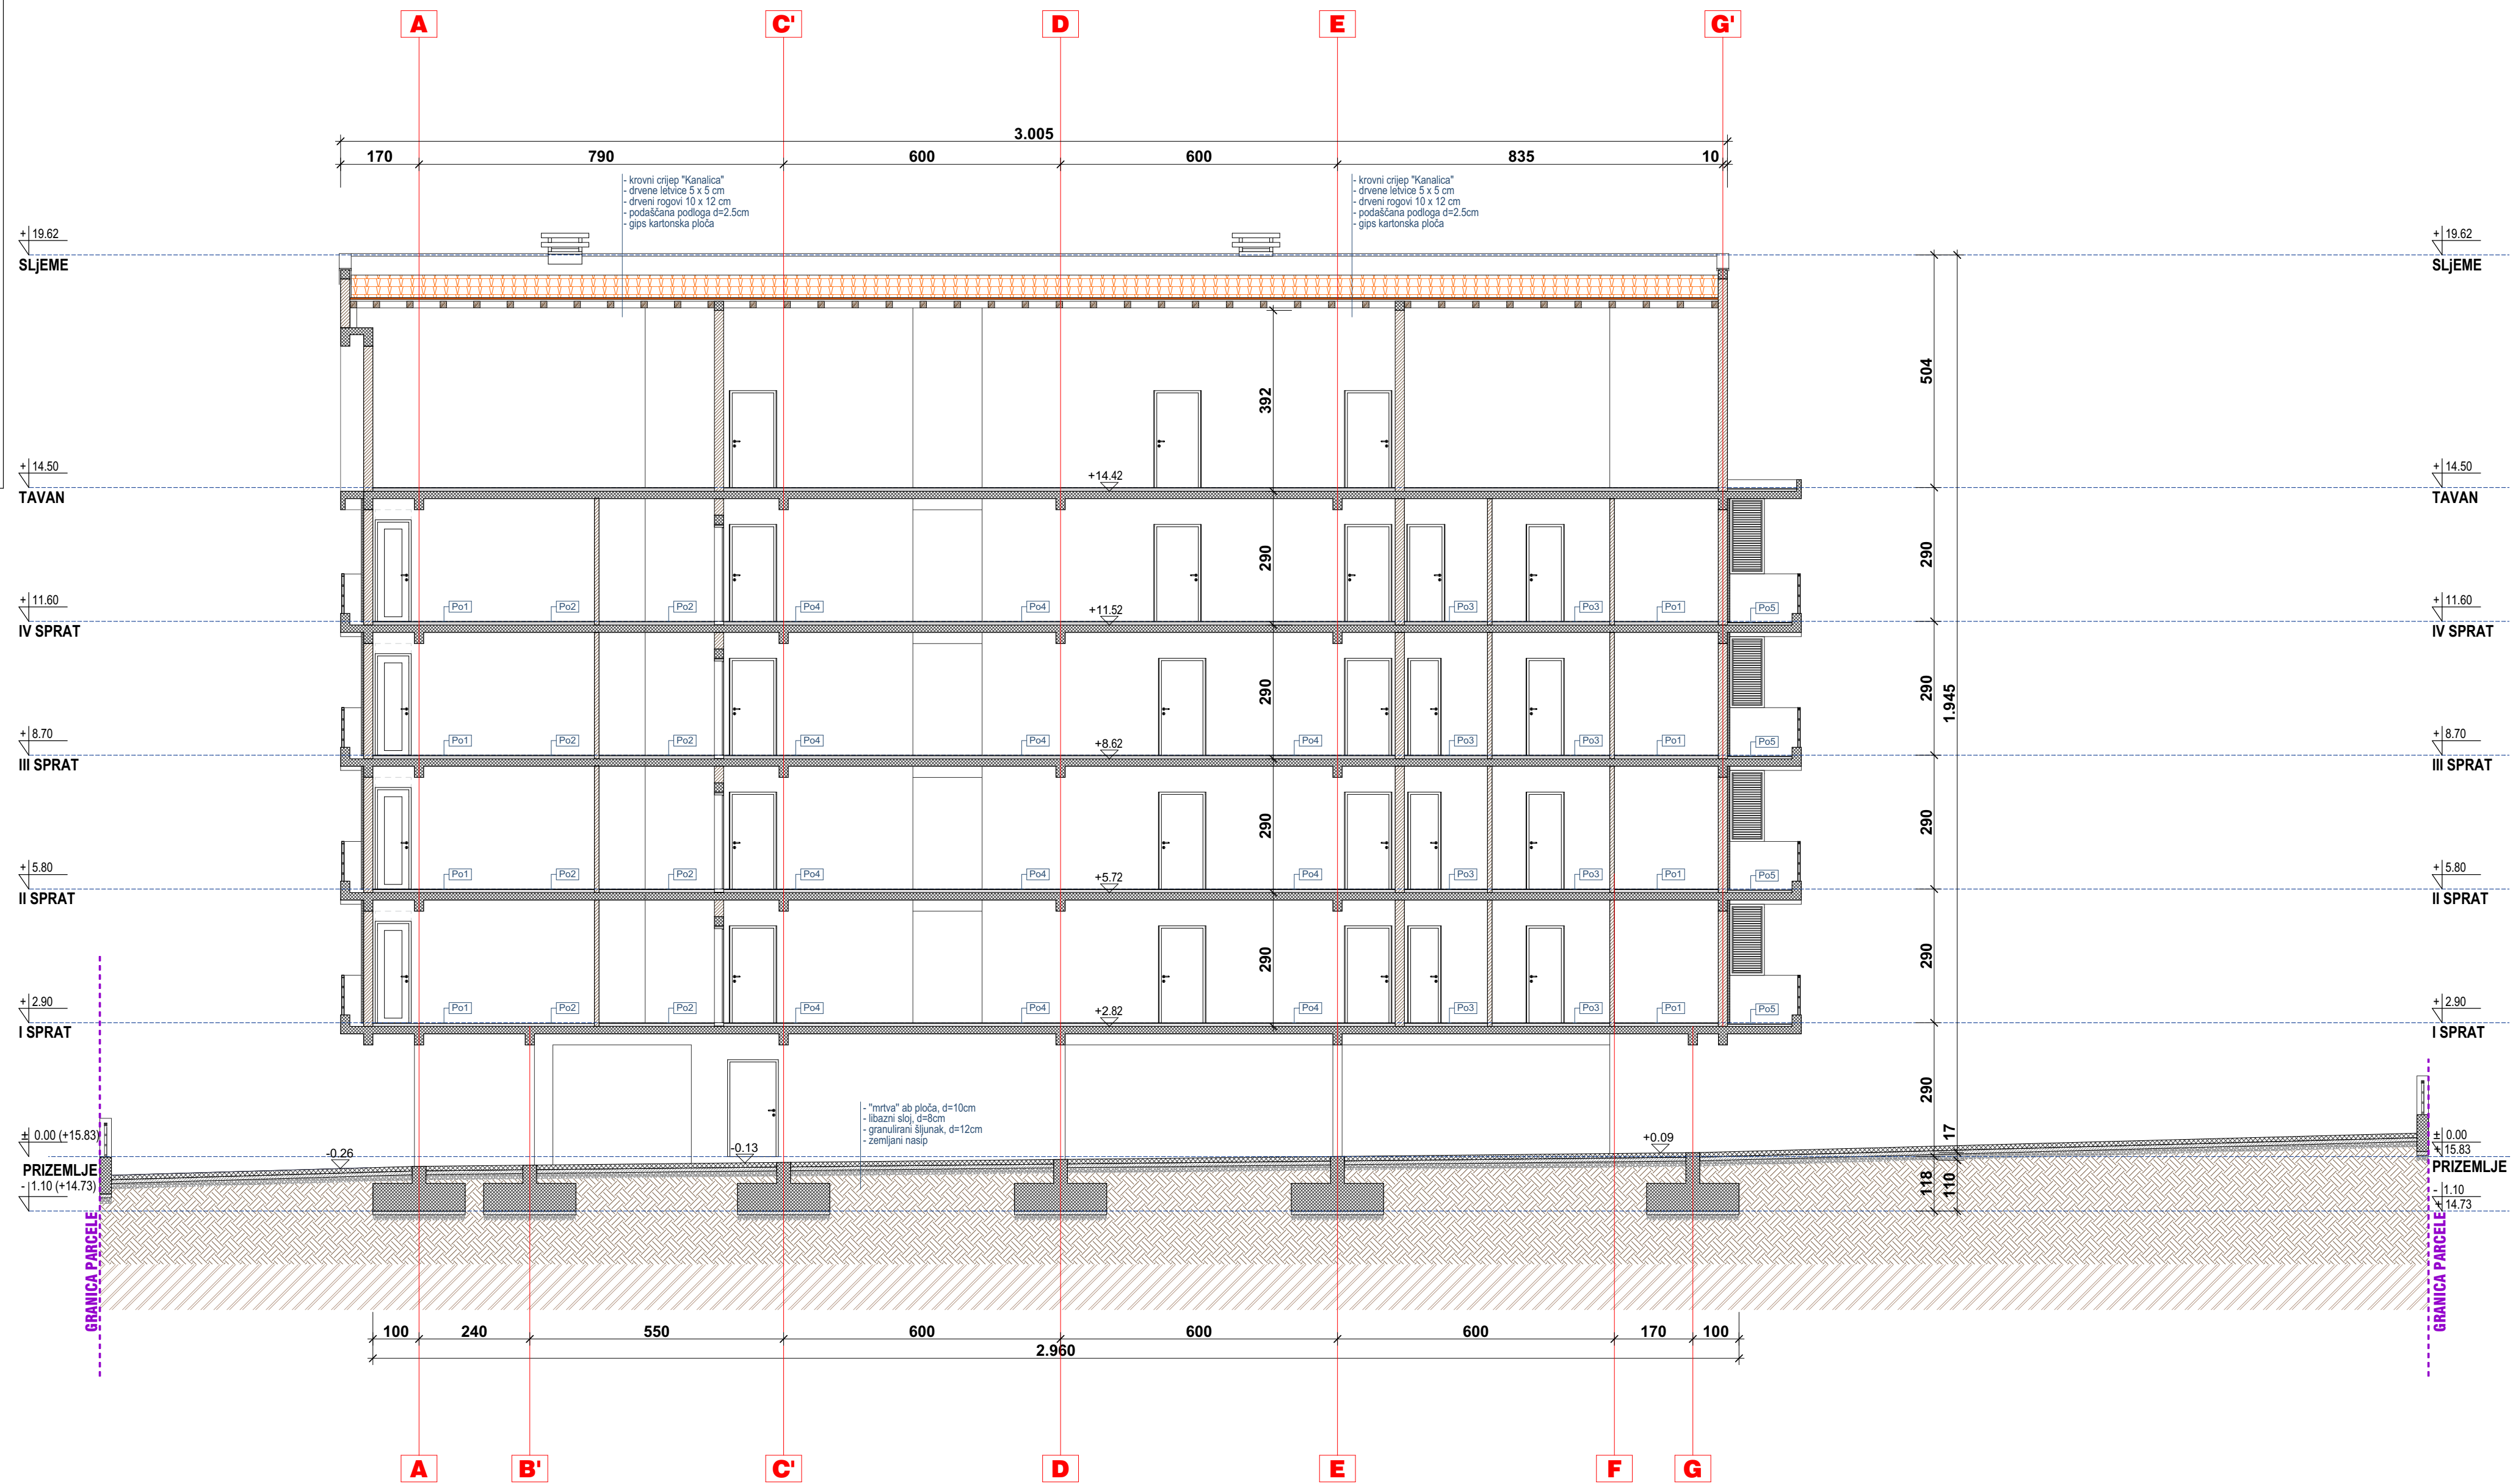 A C' D E G'
3.005
170 790 600 600 835 10
- krovni crijep "Kanalica"
- drvene letvice 5 x 5 cm
- drveni rogovi 10 x 12 cm
- podaščana podloga d=2.5cm
- gips kartonska ploča
- krovni crijep "Kanalica"
- drvene letvice 5 x 5 cm
- drveni rogovi 10 x 12 cm
- podaščana podloga d=2.5cm
- gips kartonska ploča
+ 19.62
SLjEME
+ 19.62
SLjEME
504
392
+ 14.50
TAVAN
+14.42
+ 14.50
TAVAN
290
290
+ 11.60
IV SPRAT
Po1 Po2 Po2 Po4 Po4 +11.52 Po3 Po3 Po1 Po5
+ 11.60
IV SPRAT
290
290
1.945
+ 8.70
III SPRAT
Po1 Po2 Po2 Po4 Po4 +8.62 Po4 Po3 Po3 Po1 Po5
+ 8.70
III SPRAT
290
290
+ 5.80
II SPRAT
Po1 Po2 Po2 Po4 Po4 +5.72 Po4 Po3 Po3 Po1 Po5
+ 5.80
II SPRAT
290
290
+ 2.90
I SPRAT
Po1 Po2 Po2 Po4 Po4 +2.82 Po4 Po3 Po3 Po1 Po5
+ 2.90
I SPRAT
290
- "mrtva" ab ploča, d=10cm
- libazni sloj, d=8cm
- granulirani šljunak, d=12cm
- zemljani nasip
± 0.00 (+15.83)
PRIZEMLJE
- 1.10 (+14.73)
-0.26
-0.13
+0.09
17
118
110
± 0.00
+ 15.83
PRIZEMLJE
- 1.10
+ 14.73
GRANICA PARCELE
GRANICA PARCELE
100 240 550 600 600 600 170 100
2.960
A B' C' D E F G